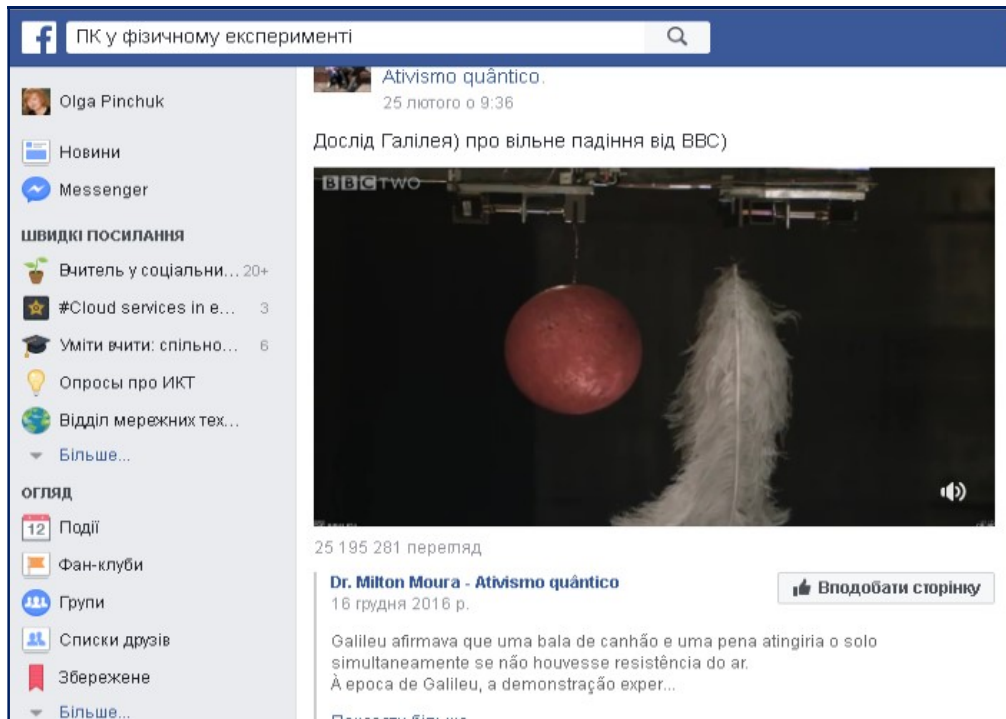 ПК у фізичному експерименті
Olga Pinchuk
Новини
Messenger
ШВИДКІ ПОСИЛАННЯ
Вчитель у соціальни... 20+
#Cloud services in e... 3
Уміти вчити: спільно... 6
Опросы про ИКТ
Відділ мережних тех...
Більше...
ОГЛЯД
12 Події
Фан-клуби
Групи
Списки друзів
Збережене
Більше...
Ativismo quântico.
25 лютого о 9:36
Дослід Галілея) про вільне падіння від BBC)
BBC TWO
25 195 281 перегляд
Dr. Milton Moura - Ativismo quântico
16 грудня 2016 р.
Вподобати сторінку
Galileu afirmava que uma bala de canhão e uma pena atingiria o solo
simultaneamente se não houvesse resistência do ar.
À epoca de Galileu, a demonstração exper...